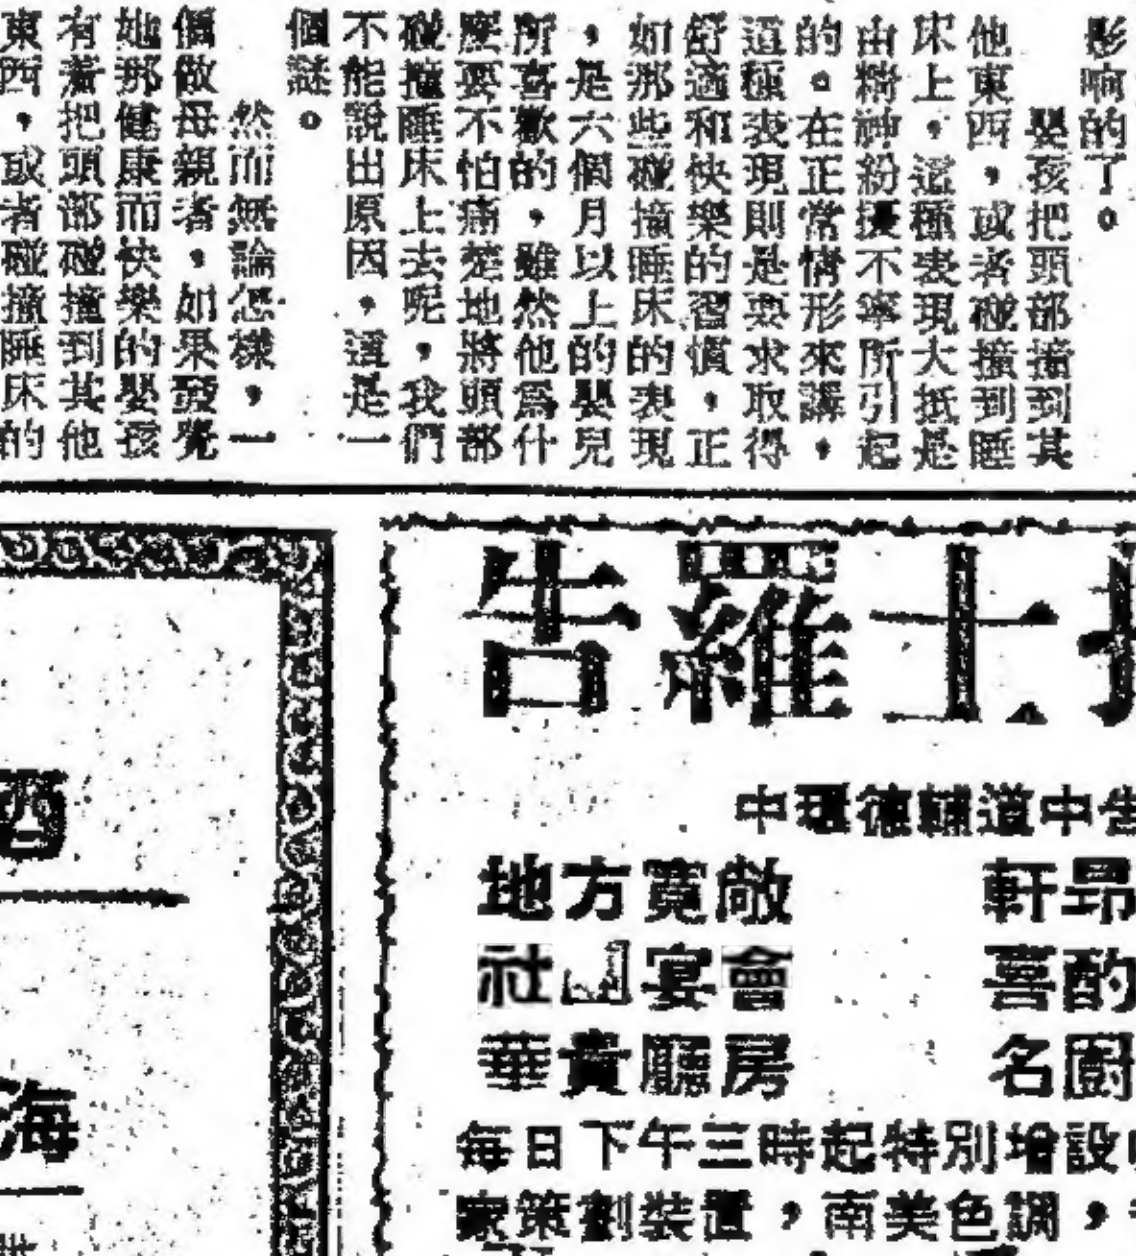 影响的了。
嬰孩把頭部撞到其
他東西，或者碰撞到睡
床上，這種表現大抵是
由精神紛擾不寧所引起
的。在正常情形來講，
這種表現則是要求取得
舒適和快樂的習慣，正
如那些碰撞睡床的表現
，是六個月以上的嬰兒
所喜歡的，雖然他爲什
麽要不怕痛楚地將頭部
碰撞睡床上去呢，我們
不能說出原因，這是一
個謎。
然而無論怎樣，一
個做母親者，如果發覺
她那健康而快樂的嬰孩
有着把頭部碰撞到其他
東西，或者碰撞睡床的
告羅士
中環德輔道中告
地方寬敞 軒昂
社 宴會 喜酌
華貴廳房 名廚
每日下午三時起特別增設
家策劃裝置，南美色調，
酒
海